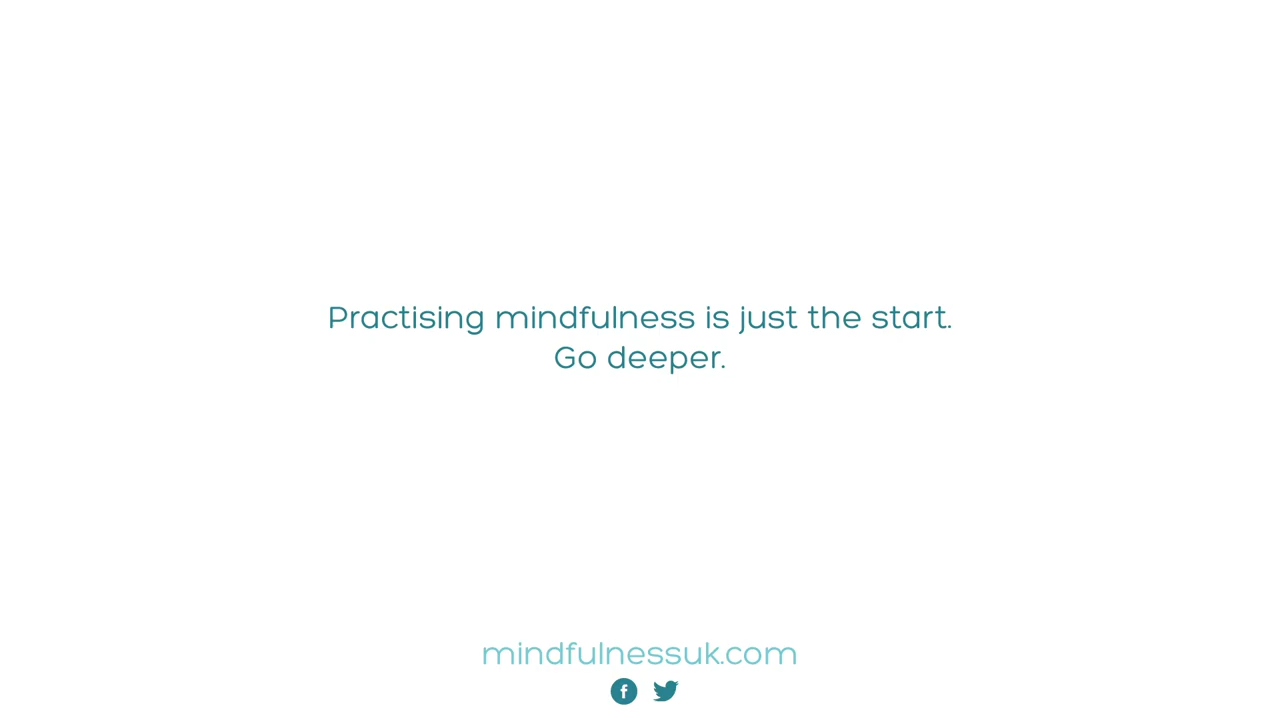 Practising mindfulness is just the start.
Go deeper.
mindfulnessuk.com